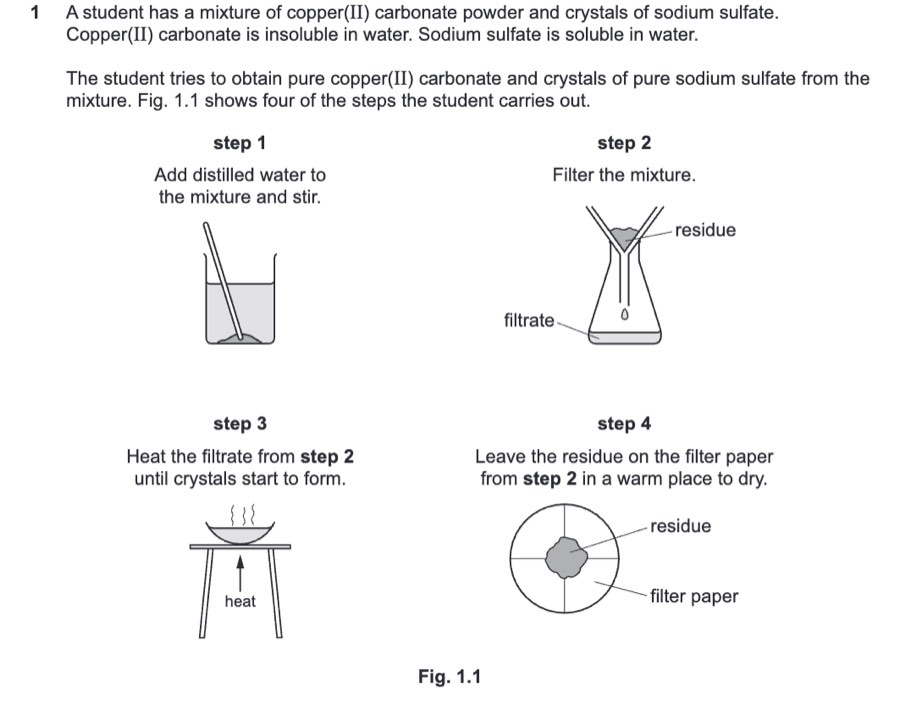 1 A student has a mixture of copper(II) carbonate powder and crystals of sodium sulfate.
Copper(II) carbonate is insoluble in water. Sodium sulfate is soluble in water.
The student tries to obtain pure copper(II) carbonate and crystals of pure sodium sulfate from the
mixture. Fig. 1.1 shows four of the steps the student carries out.
step 1
Add distilled water to
the mixture and stir.
step 2
Filter the mixture.
residue
filtrate
step 3
Heat the filtrate from step 2
until crystals start to form.
heat
step 4
Leave the residue on the filter paper
from step 2 in a warm place to dry.
residue
filter paper
Fig. 1.1